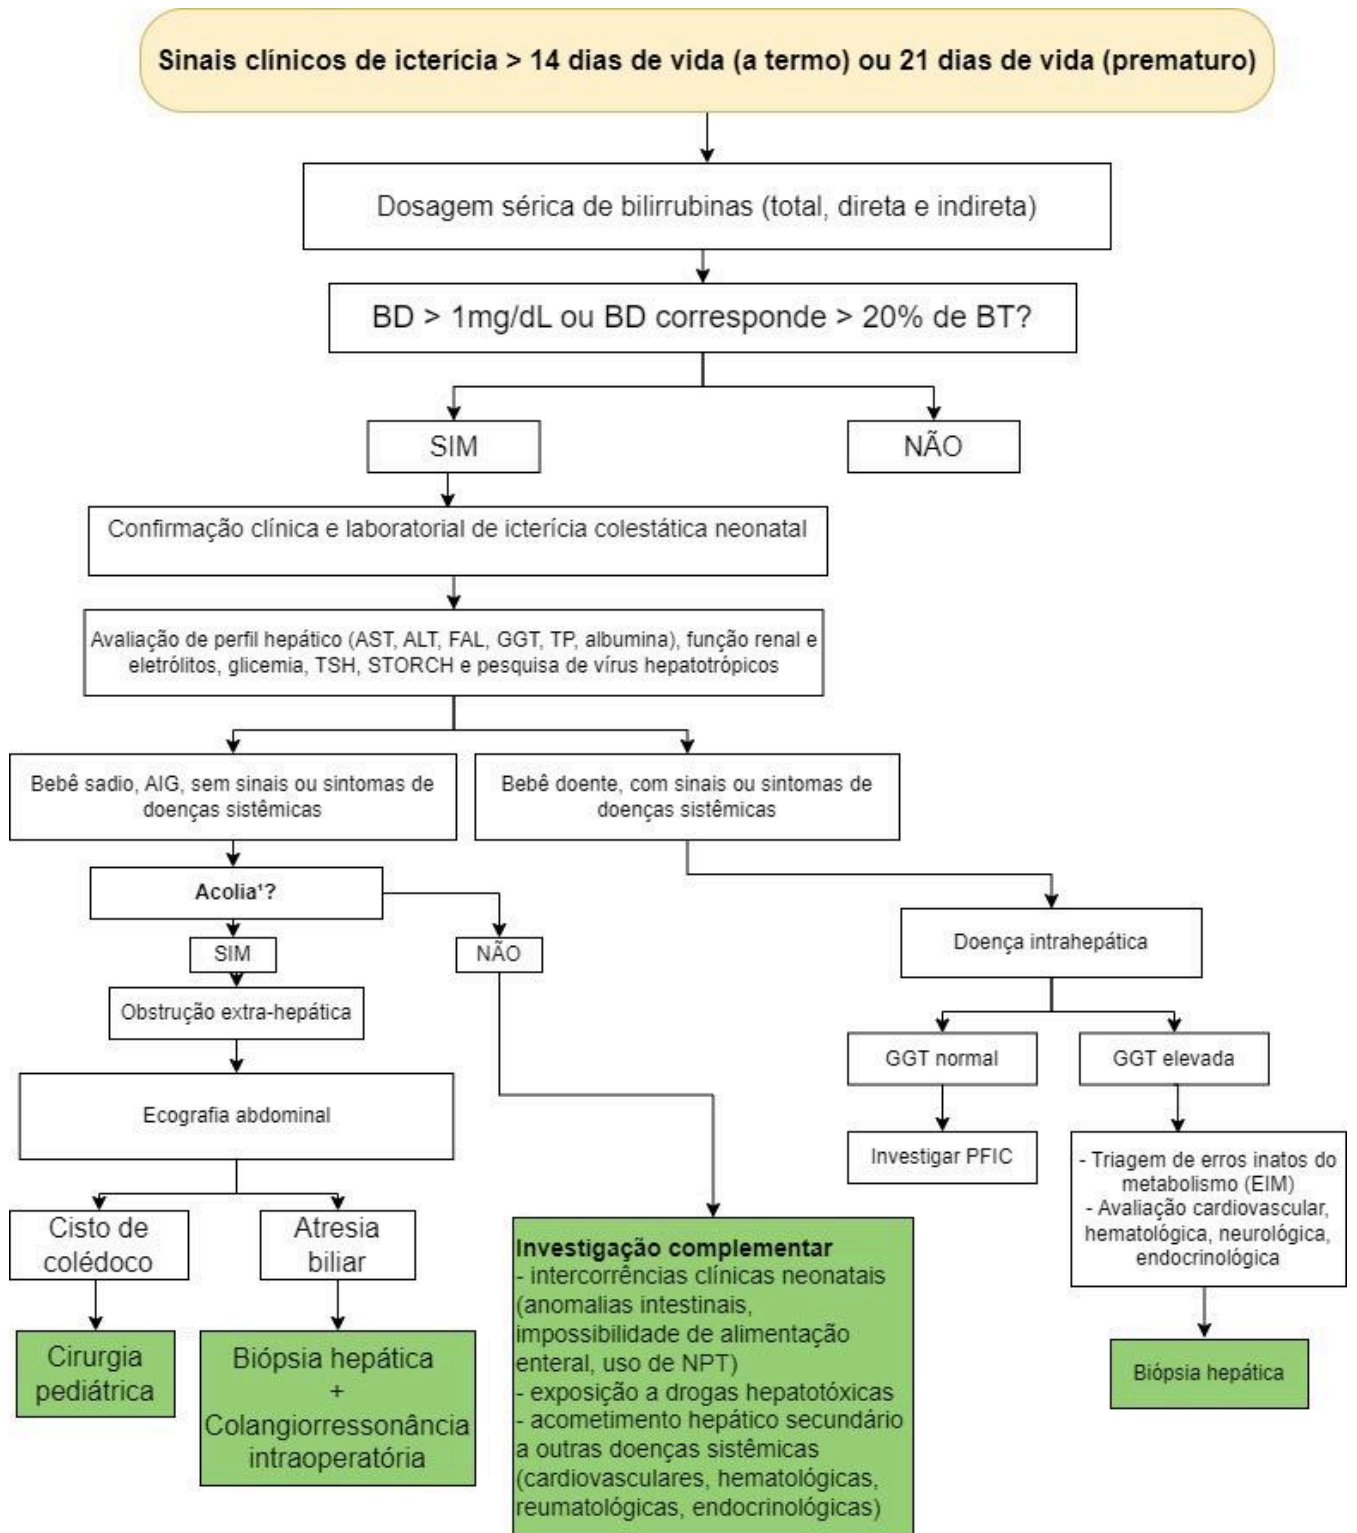 Sinais clínicos de icterícia > 14 dias de vida (a termo) ou 21 dias de vida (prematuro)
Dosagem sérica de bilirrubinas (total, direta e indireta)
BD > 1mg/dL ou BD corresponde > 20% de BT?
SIM
NÃO
Confirmação clínica e laboratorial de icterícia colestática neonatal
Avaliação de perfil hepático (AST, ALT, FAL, GGT, TP, albumina), função renal e
eletrólitos, glicemia, TSH, STORCH e pesquisa de vírus hepatotrópicos
Bebê sadio, AIG, sem sinais ou sintomas de
doenças sistêmicas
Bebê doente, com sinais ou sintomas de
doenças sistêmicas
Acolia¹?
SIM
NÃO
Doença intrahepática
Obstrução extra-hepática
GGT normal
GGT elevada
Ecografia abdominal
Investigar PFIC
- Triagem de erros inatos do
metabolismo (EIM)
- Avaliação cardiovascular,
hematológica, neurológica,
endocrinológica
Cisto de
colédoco
Atresia
biliar
Investigação complementar
- intercorrências clínicas neonatais
(anomalias intestinais,
impossibilidade de alimentação
enteral, uso de NPT)
- exposição a drogas hepatotóxicas
- acometimento hepático secundário
a outras doenças sistêmicas
(cardiovasculares, hematológicas,
reumatológicas, endocrinológicas)
Cirurgia
pediátrica
Biópsia hepática
+
Colangiorressonância
intraoperatória
Biópsia hepática